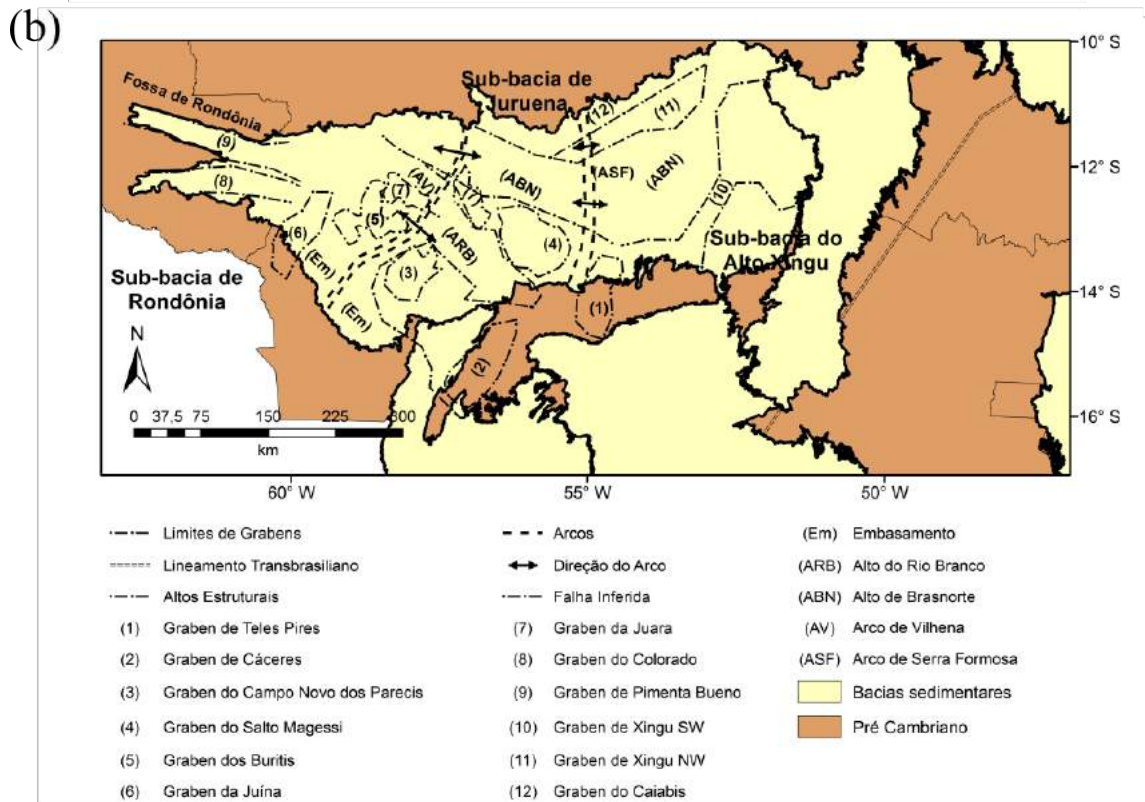 (b)
10° S
Sub-bacia de
Juruena
Fossa de Rondônia
(12)
(11)
(9)
(ASF)
12° S
(8)
(AV)
(ABN)
(ABN)
(7)
(10)
(5)
(6)
(ARB)
(4)
Sub-bacia do
Alto Xingu
(Em)
(3)
Sub-bacia de
Rondônia
14° S
(Em)
(1)
N
(2)
0 37,5 75 150 225 300
km
16° S
60° W
55° W
50° W
Limites de Grabens
Lineamento Transbrasiliano
Altos Estruturais
(1) Graben de Teles Pires
(2) Graben de Cáceres
(3) Graben do Campo Novo dos Parecis
(4) Graben do Salto Magessi
(5) Graben dos Buritis
(6) Graben da Juína
Arcos
Direção do Arco
Falha Inferida
(7) Graben da Juara
(8) Graben do Colorado
(9) Graben de Pimenta Bueno
(10) Graben de Xingu SW
(11) Graben de Xingu NW
(12) Graben do Caiabis
(Em) Embasamento
(ARB) Alto do Rio Branco
(ABN) Alto de Brasnorte
(AV) Arco de Vilhena
(ASF) Arco de Serra Formosa
Bacias sedimentares
Pré Cambriano